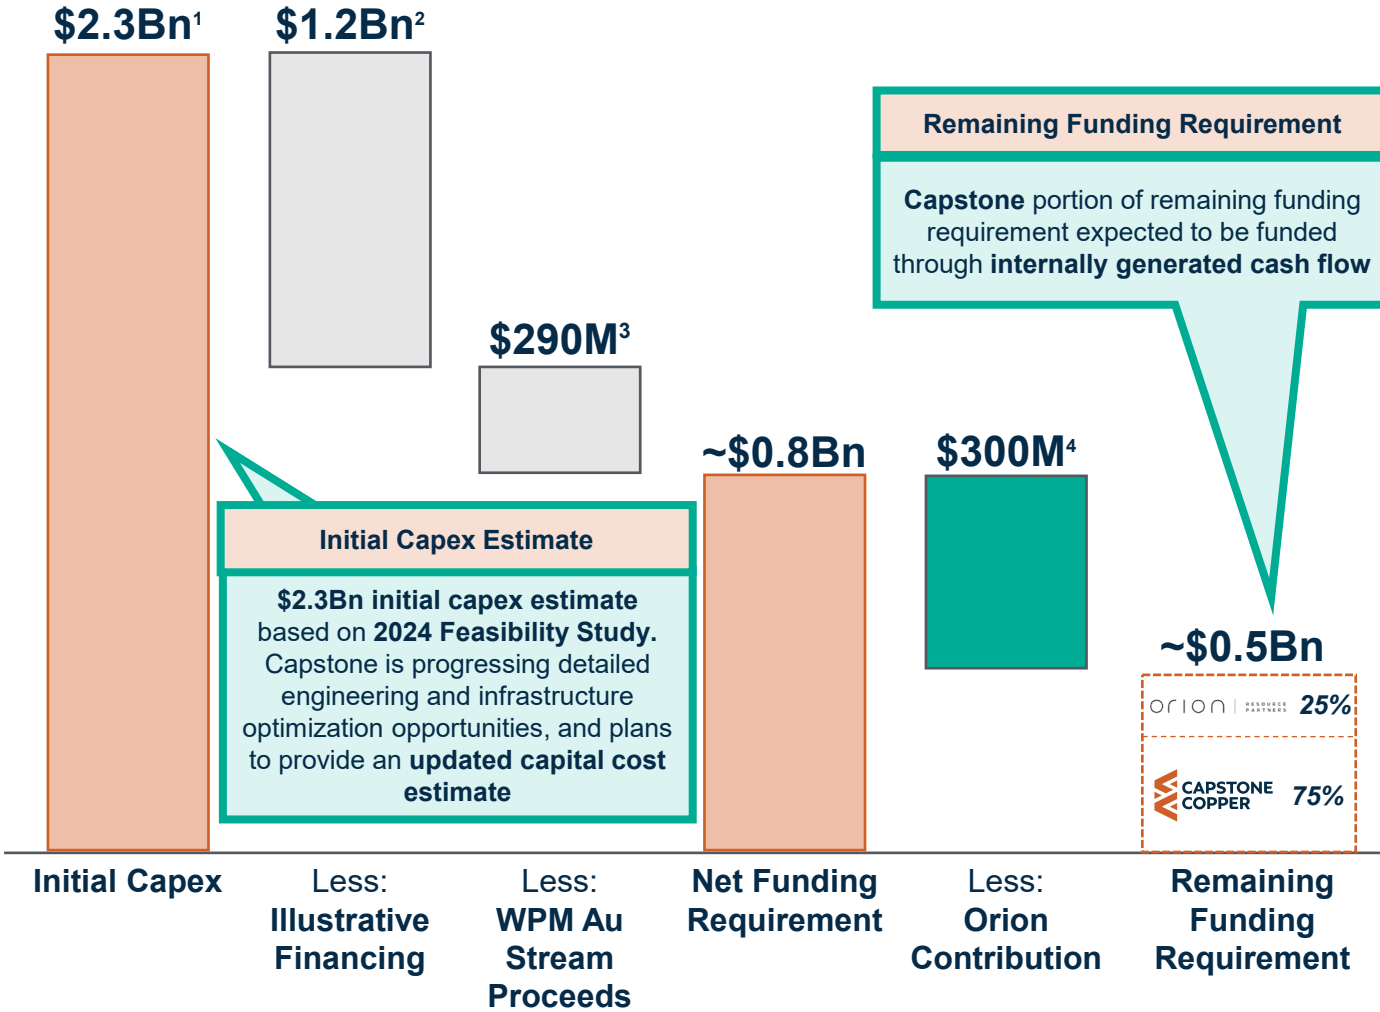 $2.3Bn1
$1.2Bn2
Remaining Funding Requirement
Capstone portion of remaining funding
requirement expected to be funded
through internally generated cash flow
$290M3
~$0.8Bn
$300M4
Initial Capex Estimate
$2.3Bn initial capex estimate
based on 2024 Feasibility Study.
Capstone is progressing detailed
engineering and infrastructure
optimization opportunities, and plans
to provide an updated capital cost
estimate
~$0.5Bn
orion RESOURCE PARTNERS 25%
CAPSTONE COPPER 75%
Initial Capex
Less:
Illustrative
Financing
Less:
WPM Au
Stream
Proceeds
Net Funding
Requirement
Less:
Orion
Contribution
Remaining
Funding
Requirement